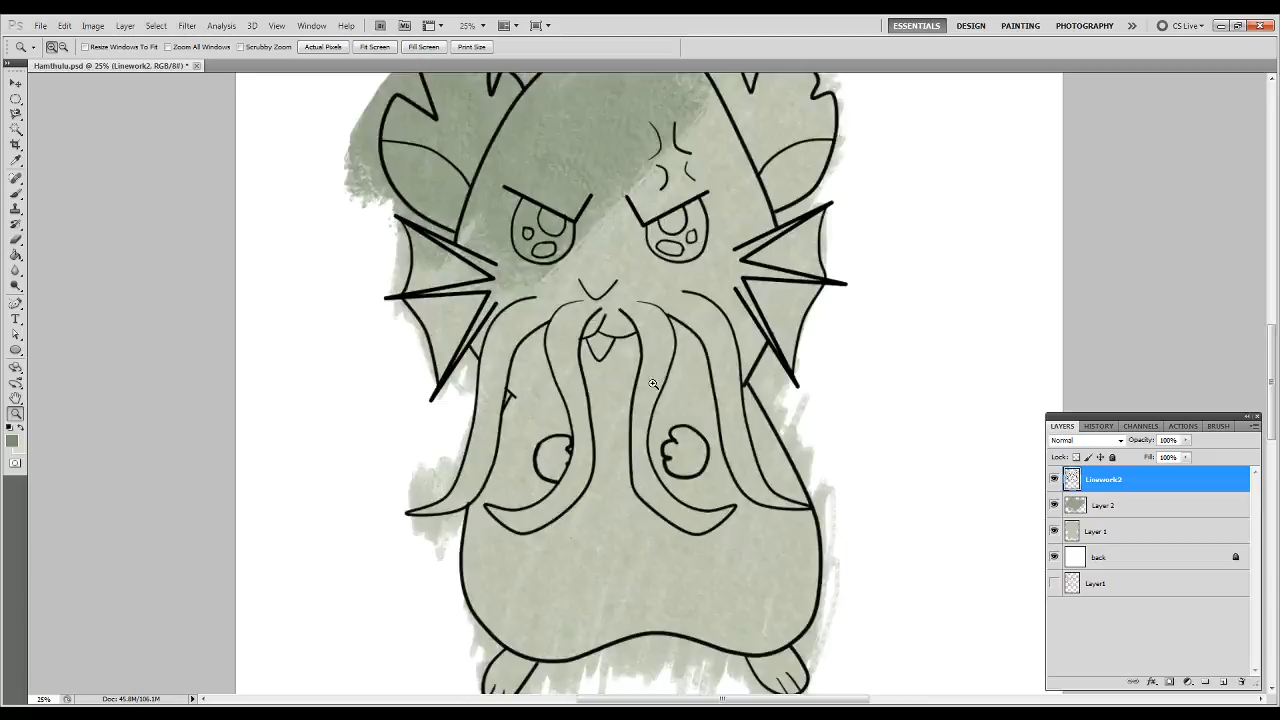 Ps File Edit Image Layer Select Filter Analysis 3D View Window Help Br Mb 25% ESSENTIALS DESIGN PAINTING PHOTOGRAPHY CS Live
Resize Windows To Fit Zoom All Windows Scrubby Zoom Actual Pixels Fit Screen Fill Screen Print Size
Hamthulu.psd @ 25% (Linework2, RGB/8#) *
LAYERS HISTORY CHANNELS ACTIONS BRUSH
Normal Opacity: 100%
Lock: Fill: 100%
Linework2
Layer 2
Layer 1
back
Layer1
25% Doc: 45.8M/106.1M